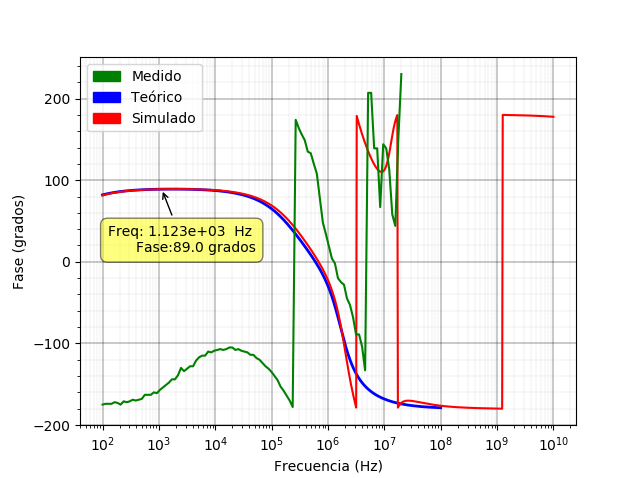 Medido
Teórico
Simulado
Freq: 1.123e+03 Hz
Fase:89.0 grados
Fase (grados)
200
100
0
−100
−200
10²
10³
10⁴
10⁵
10⁶
10⁷
10⁸
10⁹
10¹⁰
Frecuencia (Hz)